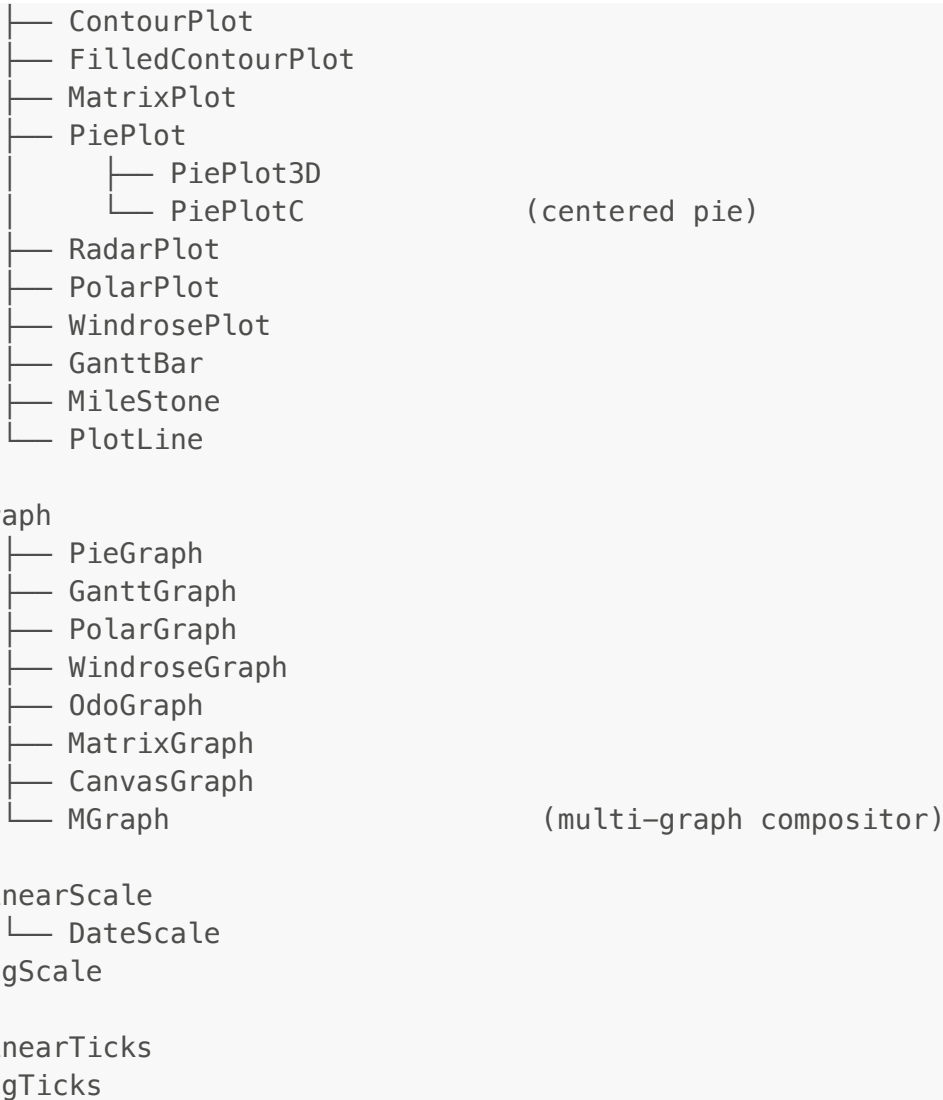 ├── ContourPlot
├── FilledContourPlot
├── MatrixPlot
├── PiePlot
│     ├── PiePlot3D
│     └── PiePlotC            (centered pie)
├── RadarPlot
├── PolarPlot
├── WindrosePlot
├── GanttBar
├── MileStone
└── PlotLine
aph
├── PieGraph
├── GanttGraph
├── PolarGraph
├── WindroseGraph
├── OdoGraph
├── MatrixGraph
├── CanvasGraph
└── MGraph                      (multi-graph compositor)
nearScale
└── DateScale
gScale
nearTicks
gTicks